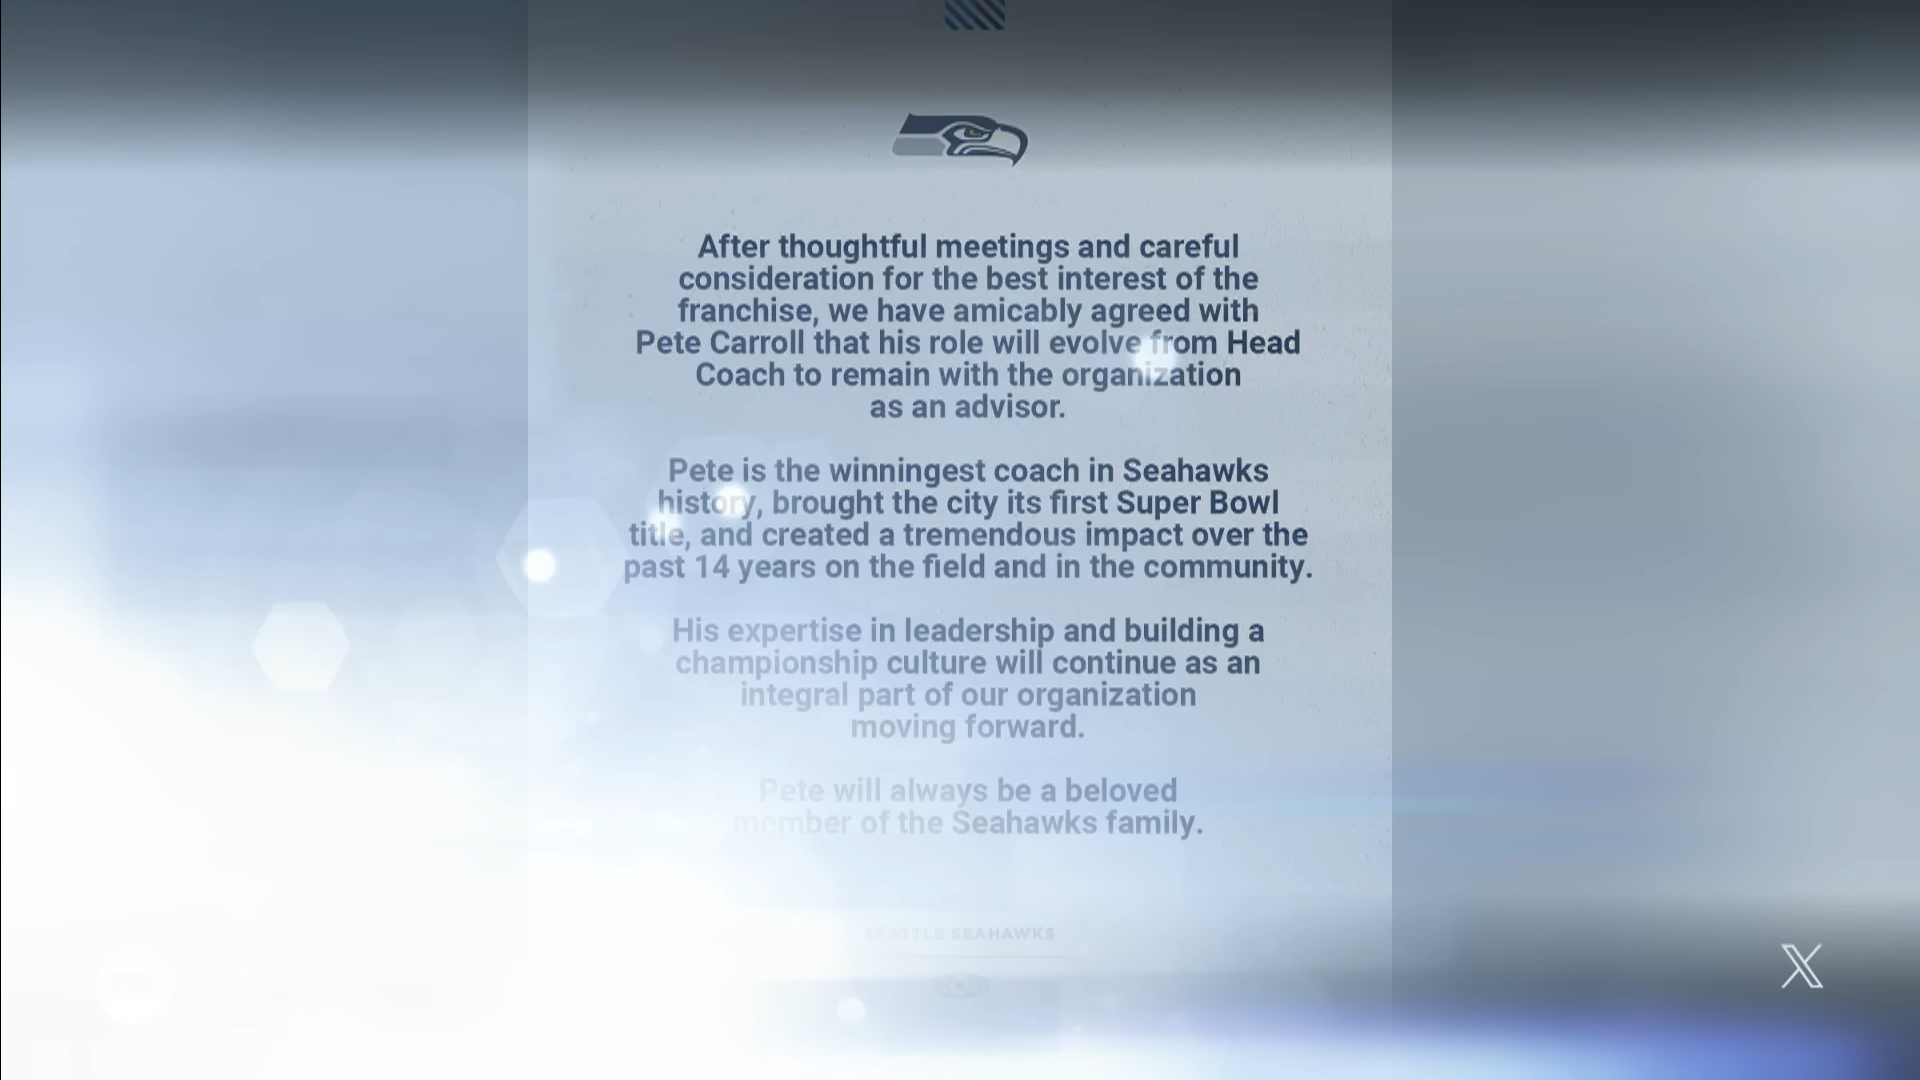 After thoughtful meetings and careful
consideration for the best interest of the
franchise, we have amicably agreed with
Pete Carroll that his role will evolve from Head
Coach to remain with the organization
as an advisor.
Pete is the winningest coach in Seahawks
history, brought the city its first Super Bowl
title, and created a tremendous impact over the
past 14 years on the field and in the community.
His expertise in leadership and building a
championship culture will continue as an
integral part of our organization
moving forward.
Pete will always be a beloved
member of the Seahawks family.
SEATTLE SEAHAWKS
X